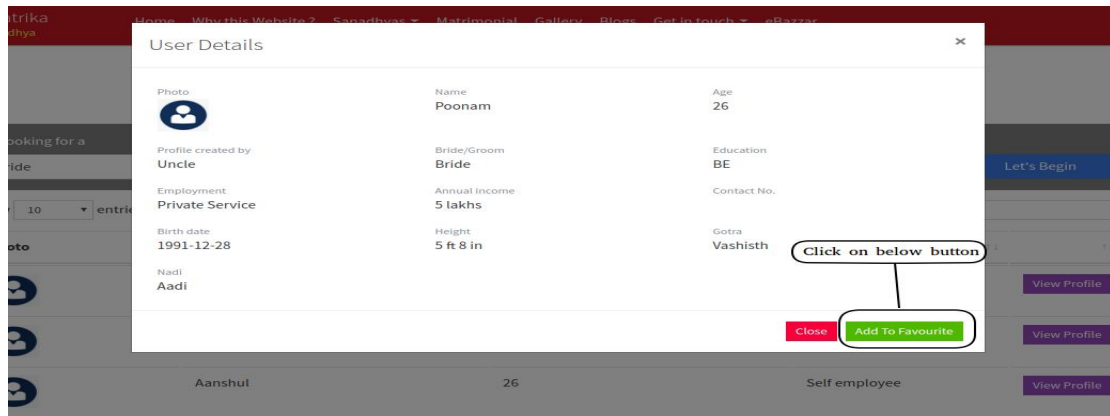 atrika
dhya
Home Why this Website ? Sanadhyas Matrimonial Gallery Blogs Get in touch eBazzar
User Details ×
Photo Name Age
Poonam 26
Profile created by Bride/Groom Education
Uncle Bride BE
Employment Annual Income Contact No.
Private Service 5 lakhs
Birth date Height Gotra
1991-12-28 5 ft 8 in Vashisth
Nadi
Aadi
Click on below button
Close Add To Favourite
ooking for a
ride Let's Begin
10 entrie
oto
View Profile
View Profile
Aanshul 26 Self employee View Profile